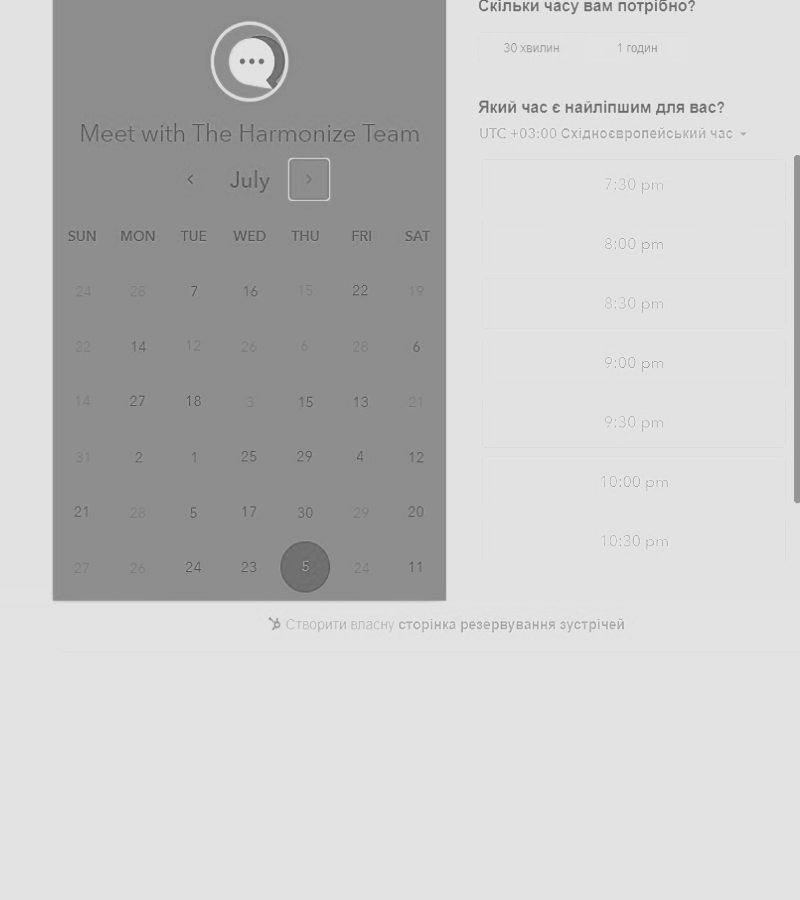 Meet with The Harmonize Team
July
SUN MON TUE WED THU FRI SAT
24 28 7 16 15 22 19
22 14 12 26 6 28 6
14 27 18 3 15 13 21
31 2 1 25 29 4 12
21 28 5 17 30 29 20
27 26 24 23 5 24 11
Скільки часу вам потрібно?
30 хвилин 1 годин
Який час є найліпшим для вас?
UTC +03:00 Східноєвропейський час
7:30 pm
8:00 pm
8:30 pm
9:00 pm
9:30 pm
10:00 pm
10:30 pm
Створити власну сторінка резервування зустрічей